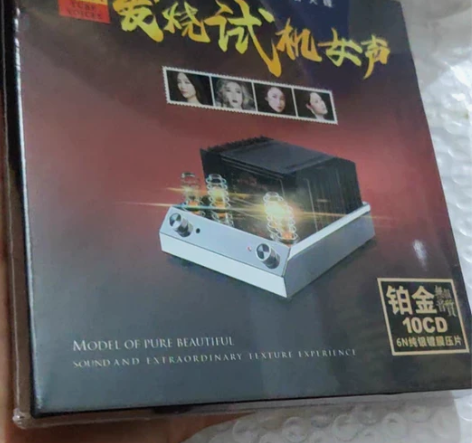 发烧试机女声
MODEL OF PURE BEAUTIFUL
SOUND AND EXTRAORDINARY TEXTURE EXPERIENCE
铂金
10CD
6N纯银镀膜压片